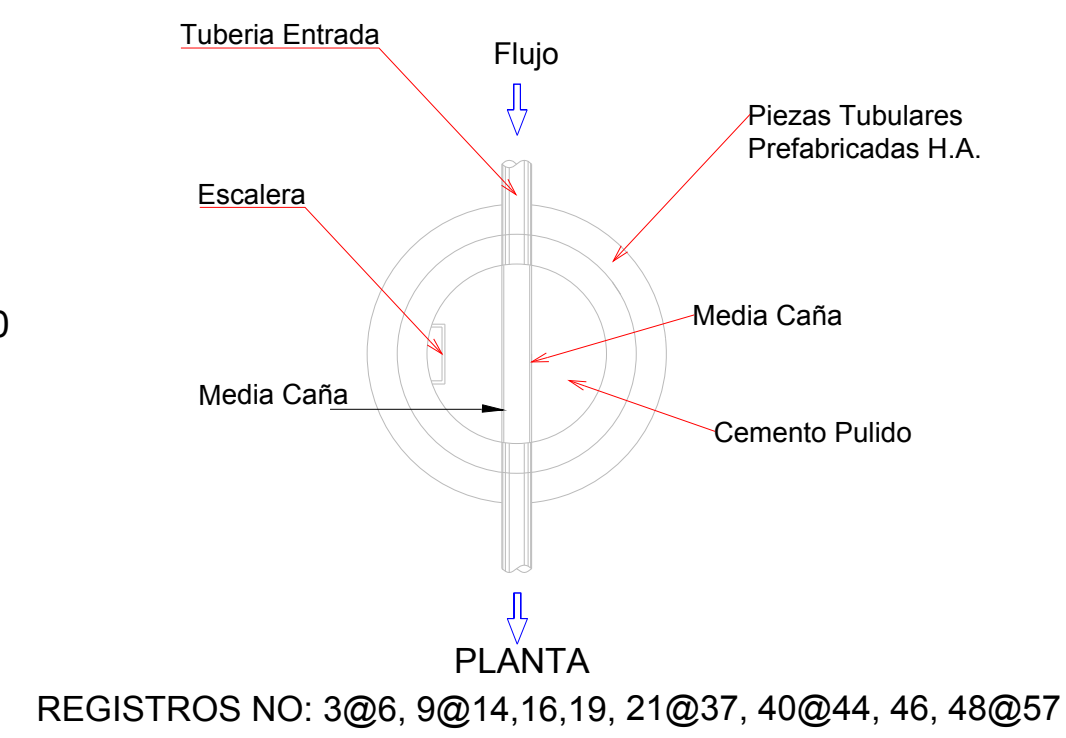 Tuberia Entrada
Flujo
Piezas Tubulares
Prefabricadas H.A.
Escalera
0
Media Caña
Media Caña
Cemento Pulido
PLANTA
REGISTROS NO: 3@6, 9@14,16,19, 21@37, 40@44, 46, 48@57